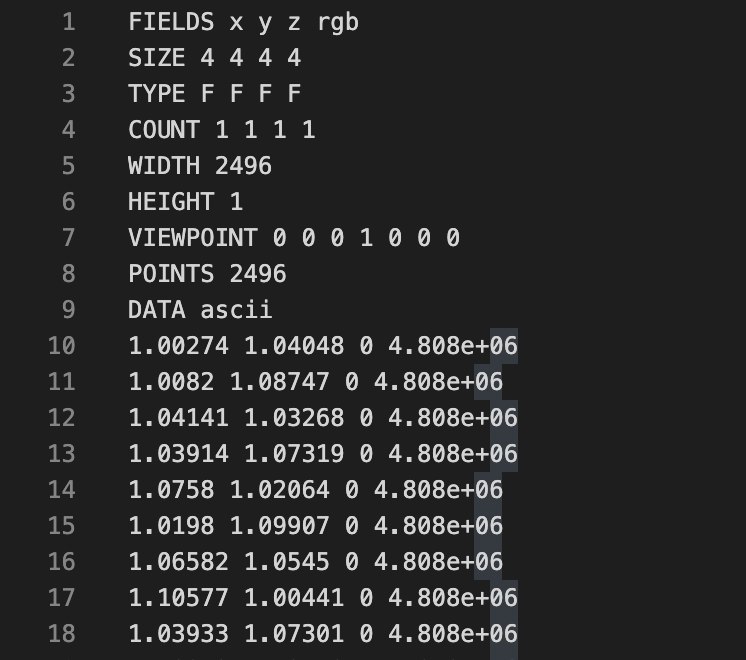 1 FIELDS x y z rgb
2 SIZE 4 4 4 4
3 TYPE F F F F
4 COUNT 1 1 1 1
5 WIDTH 2496
6 HEIGHT 1
7 VIEWPOINT 0 0 0 1 0 0 0
8 POINTS 2496
9 DATA ascii
10 1.00274 1.04048 0 4.808e+06
11 1.0082 1.08747 0 4.808e+06
12 1.04141 1.03268 0 4.808e+06
13 1.03914 1.07319 0 4.808e+06
14 1.0758 1.02064 0 4.808e+06
15 1.0198 1.09907 0 4.808e+06
16 1.06582 1.0545 0 4.808e+06
17 1.10577 1.00441 0 4.808e+06
18 1.03933 1.07301 0 4.808e+06